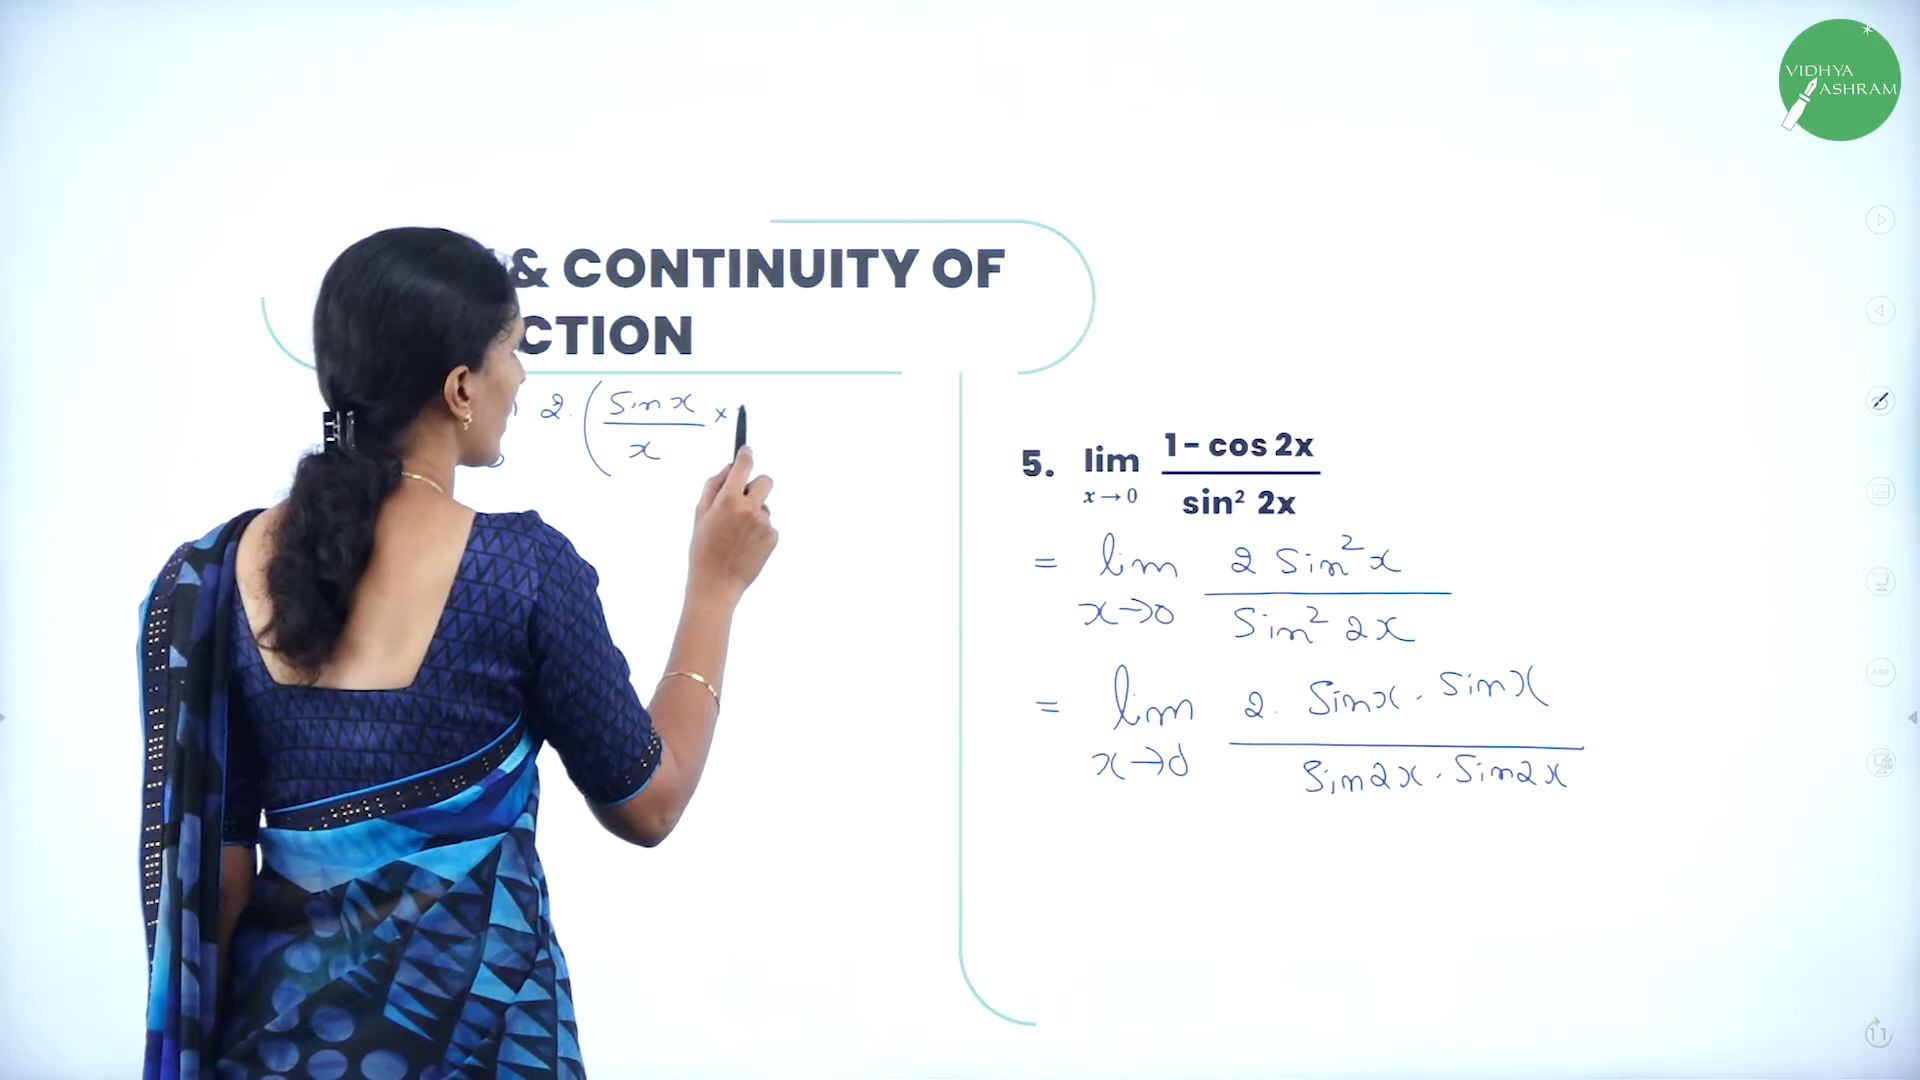 VIDHYA
ASHRAM
& CONTINUITY OF
CTION
2. (sin x / x ×
5. lim x→0 1 - cos 2x / sin² 2x
= lim x→0 2 sin² x / sin² 2x
= lim x→0 2. sin x . sin x / sin 2x . sin 2x
11